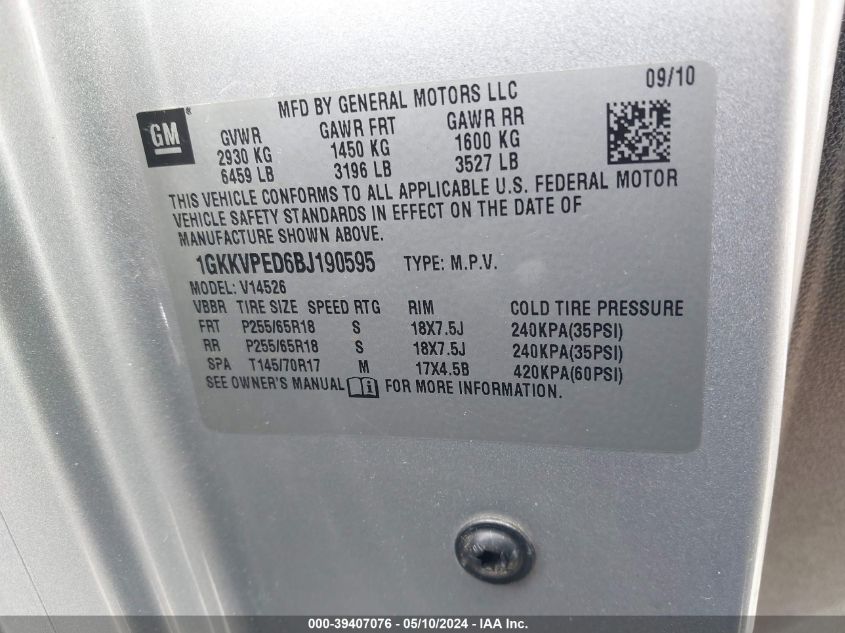 09/10
MFD BY GENERAL MOTORS LLC
GM
GVWR GAWR FRT GAWR RR
2930 KG 1450 KG 1600 KG
6459 LB 3196 LB 3527 LB
THIS VEHICLE CONFORMS TO ALL APPLICABLE U.S. FEDERAL MOTOR
VEHICLE SAFETY STANDARDS IN EFFECT ON THE DATE OF
MANUFACTURE SHOWN ABOVE.
1GKKVPED6BJ190595 TYPE: M.P.V.
MODEL: V14526
VBBR TIRE SIZE SPEED RTG RIM COLD TIRE PRESSURE
FRT P255/65R18 S 18X7.5J 240KPA(35PSI)
RR P255/65R18 S 18X7.5J 240KPA(35PSI)
SPA T145/70R17 M 17X4.5B 420KPA(60PSI)
SEE OWNER'S MANUAL FOR MORE INFORMATION.
000-39407076 - 05/10/2024 - IAA Inc.